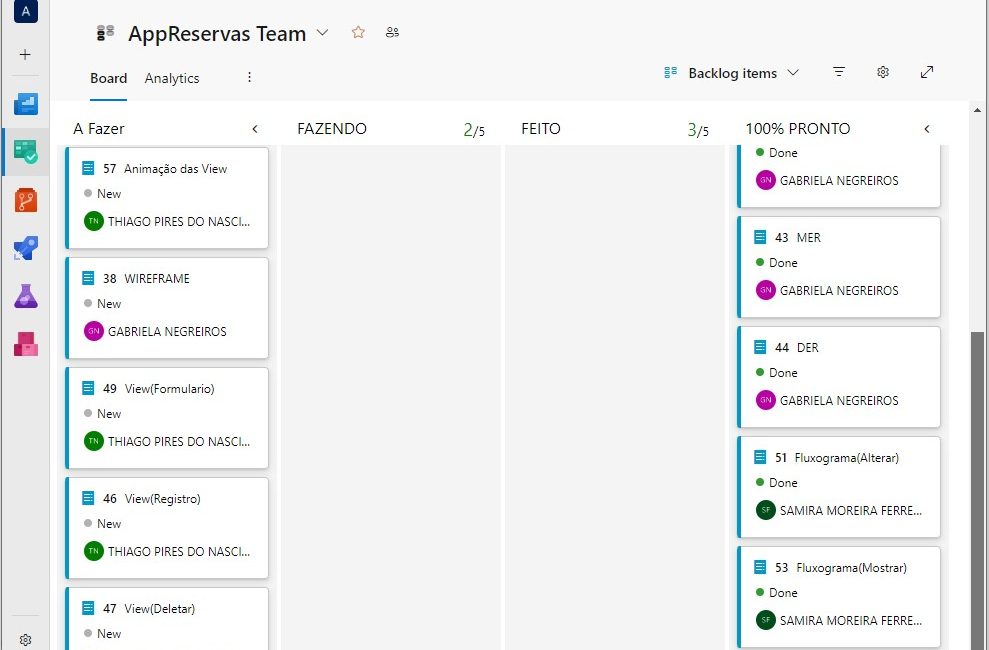 A
AppReservas Team
Board
Analytics
Backlog items
A Fazer
FAZENDO
2/5
FEITO
3/5
100% PRONTO
57 Animação das View
New
TN THIAGO PIRES DO NASCI...
38 WIREFRAME
New
GN GABRIELA NEGREIROS
49 View(Formulario)
New
TN THIAGO PIRES DO NASCI...
46 View(Registro)
New
TN THIAGO PIRES DO NASCI...
47 View(Deletar)
New
Done
GN GABRIELA NEGREIROS
43 MER
Done
GN GABRIELA NEGREIROS
44 DER
Done
GN GABRIELA NEGREIROS
51 Fluxograma(Alterar)
Done
SF SAMIRA MOREIRA FERRE...
53 Fluxograma(Mostrar)
Done
SF SAMIRA MOREIRA FERRE...